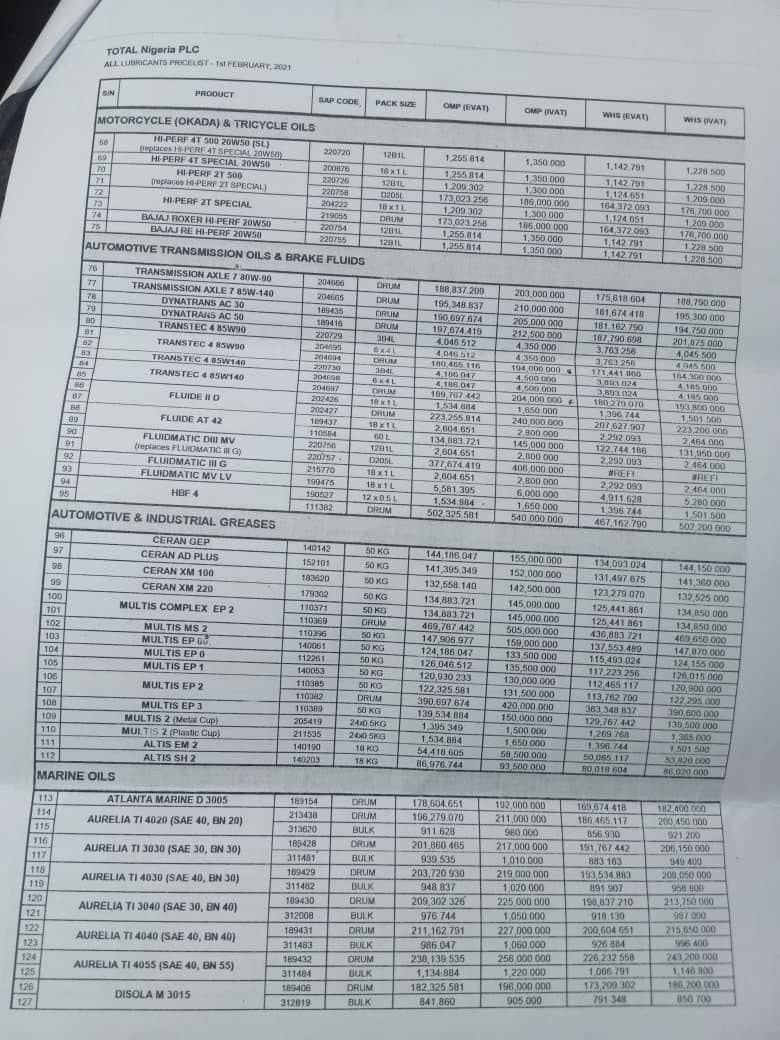 TOTAL Nigeria PLC
ALL LUBRICANTS PRICELIST - 1st FEBRUARY, 2021
S/N PRODUCT SAP CODE PACK SIZE OMP (EVAT) OMP (IVAT) WHS (EVAT) WHS (IVAT)
MOTORCYCLE (OKADA) & TRICYCLE OILS
68 HI-PERF 4T 500 20W50 (SL)
(replaces HI-PERF 4T SPECIAL 20W50) 220720 12B1L 1,255.814 1,350.000 1,142.791 1,228.500
69 HI-PERF 4T SPECIAL 20W50 200876 18 x 1 L 1,255.814 1,350.000 1,142.791 1,228.500
70 HI-PERF 2T 500 220726 12B1L 1,209.302 1,300.000 1,124.651 1,209.000
71 (replaces HI-PERF 2T SPECIAL) 220758 D205L 173,023.256 186,000.000 164,372.093 176,700.000
72 HI-PERF 2T SPECIAL 204222 18 x 1 L 1,209.302 1,300.000 1,124.651 1,209.000
73 219055 DRUM 173,023.256 186,000.000 164,372.093 176,700.000
74 BAJAJ BOXER HI-PERF 20W50 220754 12B1L 1,255.814 1,350.000 1,142.791 1,228.500
75 BAJAJ RE HI-PERF 20W50 220755 12B1L 1,255.814 1,350.000 1,142.791 1,228.500
AUTOMOTIVE TRANSMISSION OILS & BRAKE FLUIDS
76 TRANSMISSION AXLE 7 80W-90 204666 DRUM 188,837.209 203,000.000 175,618.604 188,790.000
77 TRANSMISSION AXLE 7 85W-140 204665 DRUM 195,348.837 210,000.000 181,674.418 195,300.000
78 DYNATRANS AC 30 189435 DRUM 190,697.674 205,000.000 181,162.790 194,750.000
79 DYNATRANS AC 50 189416 DRUM 197,674.419 212,500.000 187,790.698 201,875.000
80 TRANSTEC 4 85W90 220729 3B4L 4,046.512 4,350.000 3,763.256 4,045.500
81 TRANSTEC 4 85W90 204695 6 x 4 L 4,046.512 4,350.000 3,763.256 4,045.500
82 204694 DRUM 180,465.116 194,000.000 171,441.860 184,300.000
83 TRANSTEC 4 85W140 220730 3B4L 4,186.047 4,500.000 3,893.024 4,185.000
84 TRANSTEC 4 85W140 204698 6 x 4 L 4,186.047 4,500.000 3,893.024 4,185.000
85 204697 DRUM 189,767.442 204,000.000 180,279.070 193,800.000
86 FLUIDE II D 202426 18 x 1 L 1,534.884 1,650.000 1,396.744 1,501.500
87 202427 DRUM 223,255.814 240,000.000 207,627.907 223,200.000
88 FLUIDE AT 42 189437 18 x 1 L 2,604.651 2,800.000 2,292.093 2,464.000
89 110584 60 L 134,883.721 145,000.000 122,744.186 131,950.000
90 FLUIDMATIC DIII MV 220756 12B1L 2,604.651 2,800.000 2,292.093 2,464.000
91 (replaces FLUIDMATIC III G) 220757 D205L 377,674.419 406,000.000 #REF! #REF!
92 FLUIDMATIC III G 215770 18 x 1 L 2,604.651 2,800.000 2,292.093 2,464.000
93 FLUIDMATIC MV LV 199475 18 x 1 L 5,581.395 6,000.000 4,911.628 5,280.000
94 HBF 4 190527 12 x 0.5 L 1,534.884 1,650.000 1,396.744 1,501.500
95 111382 DRUM 502,325.581 540,000.000 467,162.790 502,200.000
AUTOMOTIVE & INDUSTRIAL GREASES
96 CERAN GEP 140142 50 KG 144,186.047 155,000.000 134,093.024 144,150.000
97 CERAN AD PLUS 152101 50 KG 141,395.349 152,000.000 131,497.675 141,360.000
98 CERAN XM 100 183620 50 KG 132,558.140 142,500.000 123,279.070 132,525.000
99 CERAN XM 220 179302 50 KG 134,883.721 145,000.000 125,441.861 134,850.000
100 MULTIS COMPLEX EP 2 110371 50 KG 134,883.721 145,000.000 125,441.861 134,850.000
101 110369 DRUM 469,767.442 505,000.000 436,883.721 469,650.000
102 MULTIS MS 2 110396 50 KG 147,906.977 159,000.000 137,553.489 147,870.000
103 MULTIS EP 00 140061 50 KG 124,186.047 133,500.000 115,493.024 124,155.000
104 MULTIS EP 0 112261 50 KG 126,046.512 135,500.000 117,223.256 126,015.000
105 MULTIS EP 1 140053 50 KG 120,930.233 130,000.000 112,465.117 120,900.000
106 MULTIS EP 2 110385 50 KG 122,325.581 131,500.000 113,762.790 122,295.000
107 110382 DRUM 390,697.674 420,000.000 363,348.837 390,600.000
108 MULTIS EP 3 110389 50 KG 139,534.884 150,000.000 129,767.442 139,500.000
109 MULTIS 2 (Metal Cup) 205419 24x0.5KG 1,395.349 1,500.000 1,269.768 1,365.000
110 MULTIS 2 (Plastic Cup) 211535 24x0.5KG 1,534.884 1,650.000 1,396.744 1,501.500
111 ALTIS EM 2 140190 18 KG 54,418.605 58,500.000 50,065.117 53,820.000
112 ALTIS SH 2 140203 18 KG 86,976.744 93,500.000 80,018.604 86,020.000
MARINE OILS
113 ATLANTA MARINE D 3005 189154 DRUM 178,604.651 192,000.000 169,674.418 182,400.000
114 AURELIA TI 4020 (SAE 40, BN 20) 213438 DRUM 196,279.070 211,000.000 186,465.117 200,450.000
115 313620 BULK 911.628 980.000 856.930 921.200
116 AURELIA TI 3030 (SAE 30, BN 30) 189428 DRUM 201,860.465 217,000.000 191,767.442 206,150.000
117 311481 BULK 939.535 1,010.000 883.163 949.400
118 AURELIA TI 4030 (SAE 40, BN 30) 189429 DRUM 203,720.930 219,000.000 193,534.883 208,050.000
119 311482 BULK 948.837 1,020.000 891.907 958.800
120 AURELIA TI 3040 (SAE 30, BN 40) 189430 DRUM 209,302.326 225,000.000 198,837.210 213,750.000
121 312008 BULK 976.744 1,050.000 918.139 987.000
122 AURELIA TI 4040 (SAE 40, BN 40) 189431 DRUM 211,162.791 227,000.000 200,604.651 215,650.000
123 311483 BULK 986.047 1,060.000 926.884 996.400
124 AURELIA TI 4055 (SAE 40, BN 55) 189432 DRUM 238,139.535 256,000.000 226,232.558 243,200.000
125 311484 BULK 1,134.884 1,220.000 1,066.791 1,146.800
126 DISOLA M 3015 189406 DRUM 182,325.581 196,000.000 173,209.302 186,200.000
127 312819 BULK 841.860 905.000 791.348 850.700